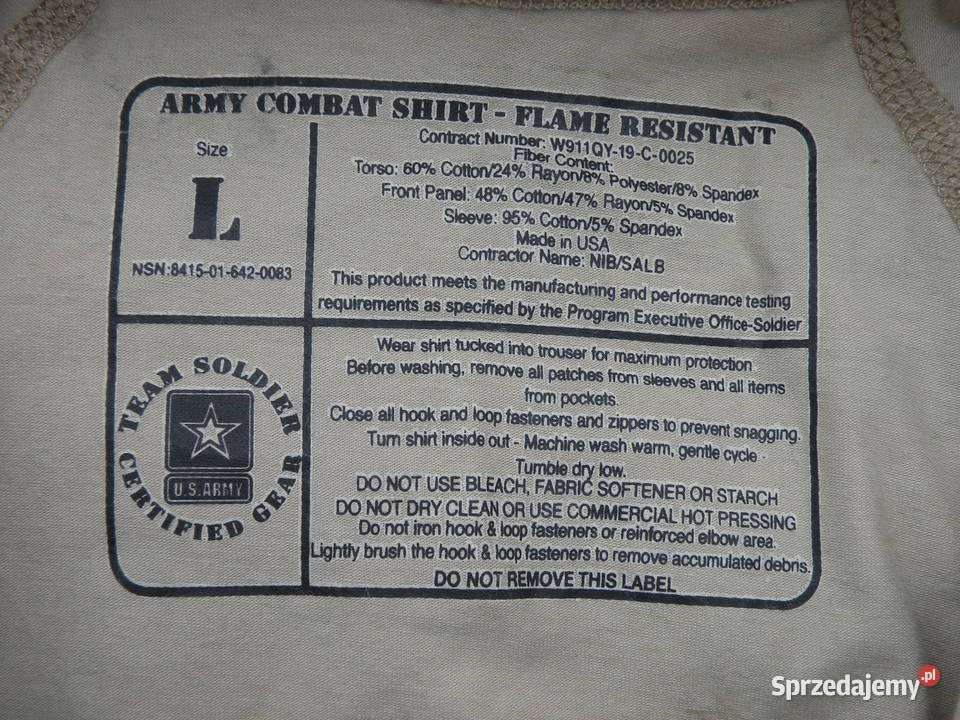 ARMY COMBAT SHIRT - FLAME RESISTANT
Size
L
NSN:8415-01-642-0083
Contract Number: W911QY-19-C-0025
Fiber Content:
Torso: 60% Cotton/24% Rayon/8% Polyester/8% Spandex
Front Panel: 48% Cotton/47% Rayon/5% Spandex
Sleeve: 95% Cotton/5% Spandex
Made in USA
Contractor Name: NIB/SALB
This product meets the manufacturing and performance testing
requirements as specified by the Program Executive Office-Soldier
TEAM SOLDIER
U.S. ARMY
CERTIFIED GEAR
Wear shirt tucked into trouser for maximum protection.
Before washing, remove all patches from sleeves and all items
from pockets.
Close all hook and loop fasteners and zippers to prevent snagging.
Turn shirt inside out - Machine wash warm, gentle cycle -
Tumble dry low.
DO NOT USE BLEACH, FABRIC SOFTENER OR STARCH
DO NOT DRY CLEAN OR USE COMMERCIAL HOT PRESSING
Do not iron hook & loop fasteners or reinforced elbow area.
Lightly brush the hook & loop fasteners to remove accumulated debris.
DO NOT REMOVE THIS LABEL
Sprzedajemy.pl